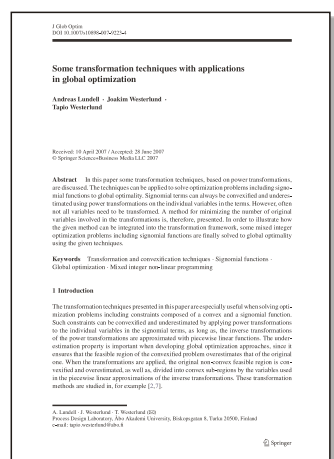 J Glob Optim
DOI 10.1007/s10898-007-9223-4
Some transformation techniques with applications
in global optimization
Andreas Lundell · Joakim Westerlund ·
Tapio Westerlund
Received: 10 April 2007 / Accepted: 26 June 2007
© Springer Science+Business Media LLC 2007
Abstract In this paper some transformation techniques, based on power transformations,
are discussed. The techniques can be applied to solve optimization problems including signo-
mial functions to global optimality. Signomial terms can always be convexified and underes-
timated using power transformations on the individual variables in the terms. However, often
not all variables need to be transformed. A method for minimizing the number of original
variables involved in the transformations is, therefore, presented. In order to illustrate how
the given method can be integrated into the transformation framework, some mixed integer
optimization problems including signomial functions are finally solved to global optimality
using the given techniques.
Keywords Transformation and convexification techniques · Signomial functions ·
Global optimization · Mixed integer non-linear programming
1 Introduction
The transformation techniques presented in this paper are especially useful when solving opti-
mization problems including constraints composed of a convex and a signomial function.
Such constraints can be convexified and underestimated by applying power transformations
to the individual variables in the signomial terms, as long as, the inverse transformations
of the power transformations are approximated with piecewise linear functions. The under-
estimation property is important when developing global optimization approaches, since it
ensures that the feasible region of the convexified problem overestimates that of the original
one. When the transformations are applied, the original non-convex feasible region is con-
vexified and overestimated, as well as, divided into convex sub-regions by the variables used
in the piecewise linear approximations of the inverse transformations. These transformation
methods are studied in, for example [2,7].
A. Lundell · J. Westerlund · T. Westerlund (✉)
Process Design Laboratory, Åbo Akademi University, Biskopsgatan 8, Turku 20500, Finland
e-mail: tapio.westerlund@abo.fi
Springer